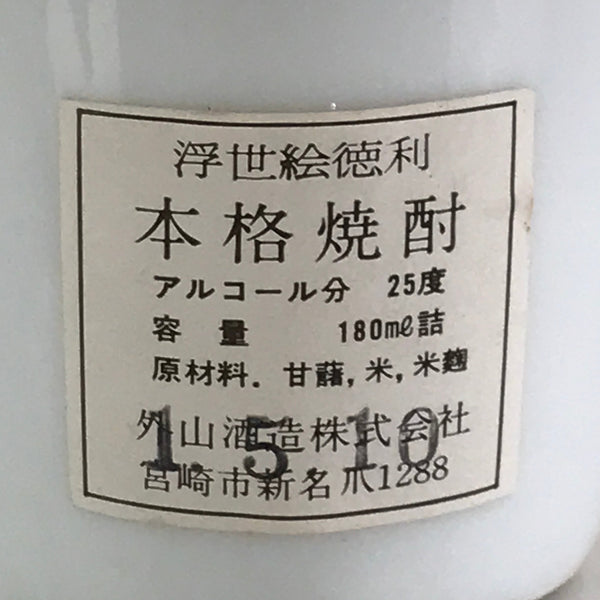 浮世絵徳利
本格焼酎
アルコール分 25度
容量 180㎖詰
原材料.甘藷,米,米麹
外山酒造株式会社
1.5.10
宮崎市新名爪1288